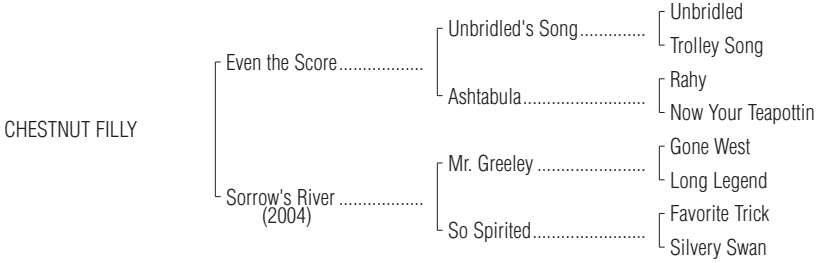 Unbridled
Unbridled's Song..............
Trolley Song
Even the Score..................
Rahy
Ashtabula.........................
Now Your Teapottin
CHESTNUT FILLY
Gone West
Mr. Greeley ......................
Long Legend
Sorrow's River ..................
(2004)
Favorite Trick
So Spirited.......................
Silvery Swan